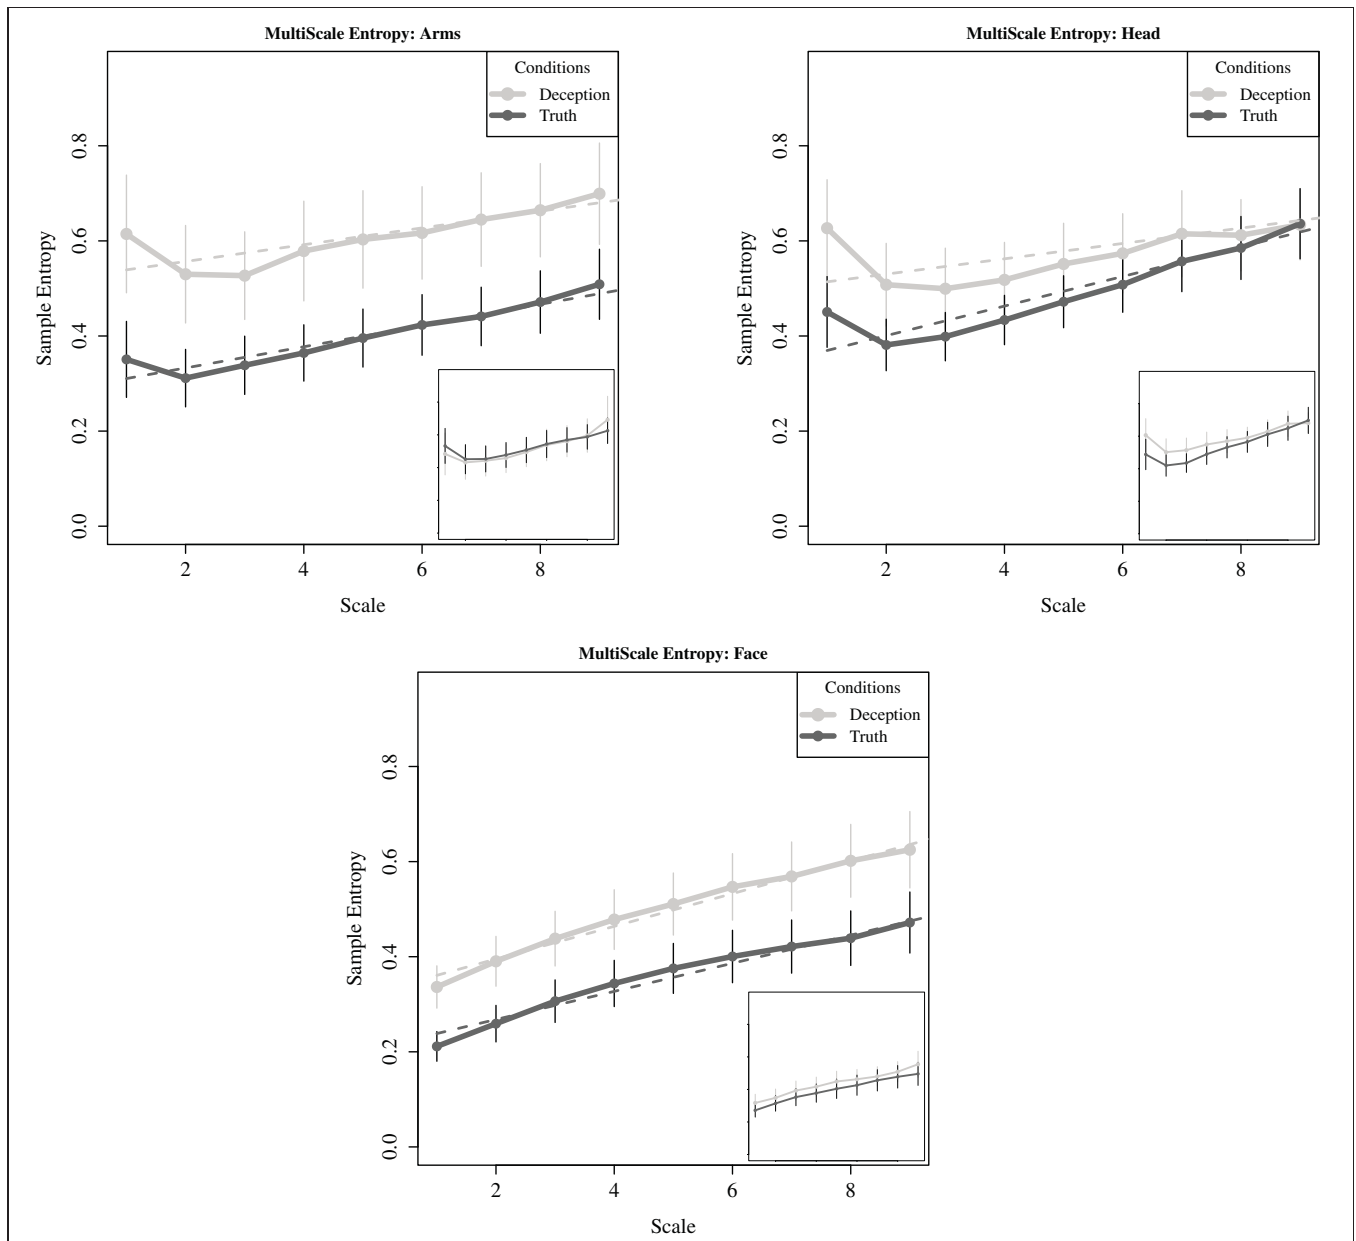 MultiScale Entropy: Arms
Conditions
Deception
Truth
Sample Entropy
0.8
0.6
0.4
0.2
0.0
2 4 6 8
Scale
MultiScale Entropy: Head
Conditions
Deception
Truth
Sample Entropy
0.8
0.6
0.4
0.2
0.0
2 4 6 8
Scale
MultiScale Entropy: Face
Conditions
Deception
Truth
Sample Entropy
0.8
0.6
0.4
0.2
0.0
2 4 6 8
Scale